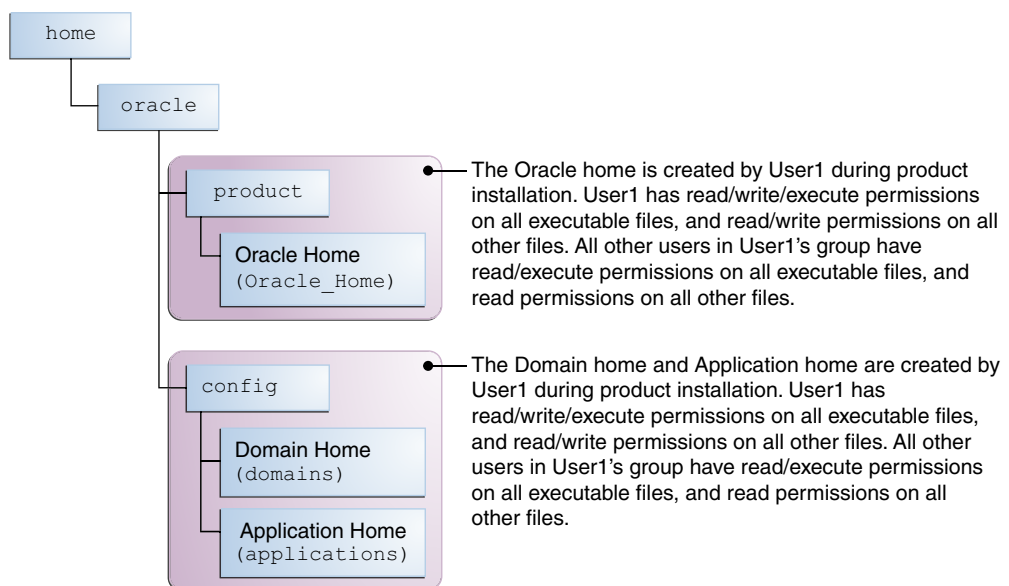 home
oracle
product
The Oracle home is created by User1 during product
installation. User1 has read/write/execute permissions
on all executable files, and read/write permissions on all
other files. All other users in User1's group have
read/execute permissions on all executable files, and
read permissions on all other files.
Oracle Home
(Oracle_Home)
config
The Domain home and Application home are created by
User1 during product installation. User1 has
read/write/execute permissions on all executable files,
and read/write permissions on all other files. All other
users in User1's group have read/execute permissions
on all executable files, and read permissions on all
other files.
Domain Home
(domains)
Application Home
(applications)